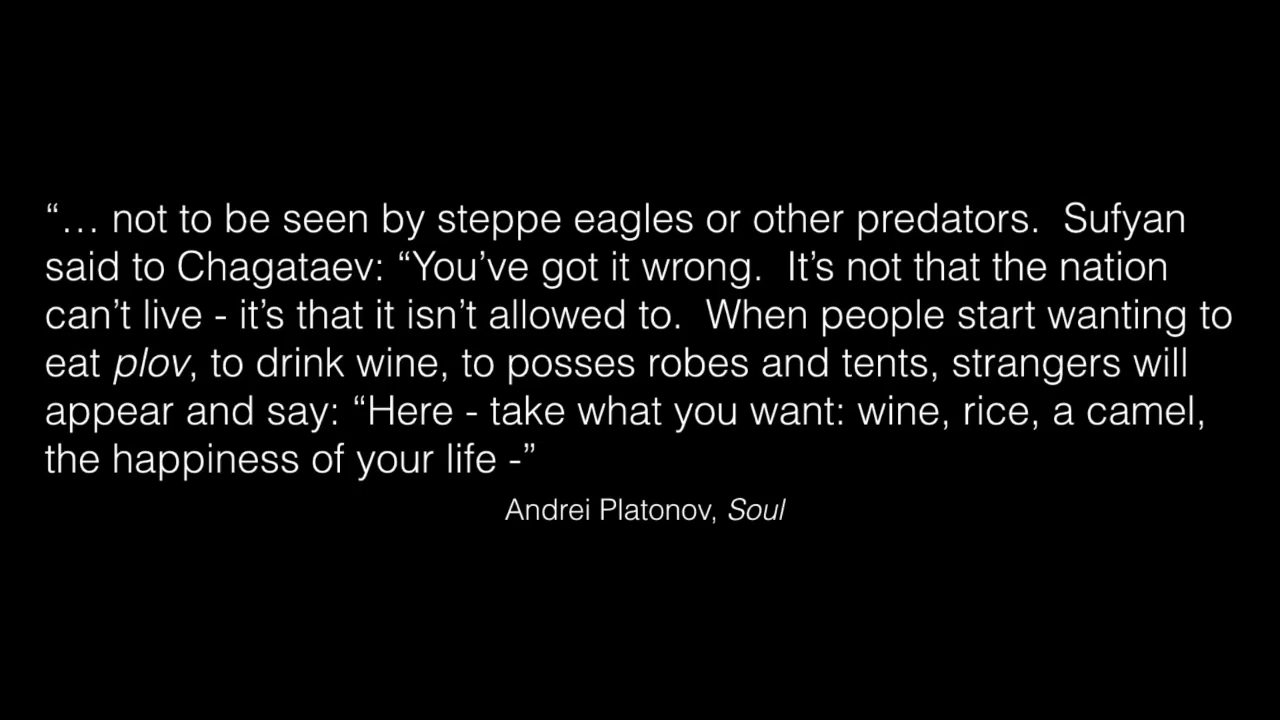 “… not to be seen by steppe eagles or other predators.  Sufyan
said to Chagataev: “You’ve got it wrong.  It’s not that the nation
can’t live - it’s that it isn’t allowed to.  When people start wanting to
eat plov, to drink wine, to posses robes and tents, strangers will
appear and say: “Here - take what you want: wine, rice, a camel,
the happiness of your life -”
Andrei Platonov, Soul